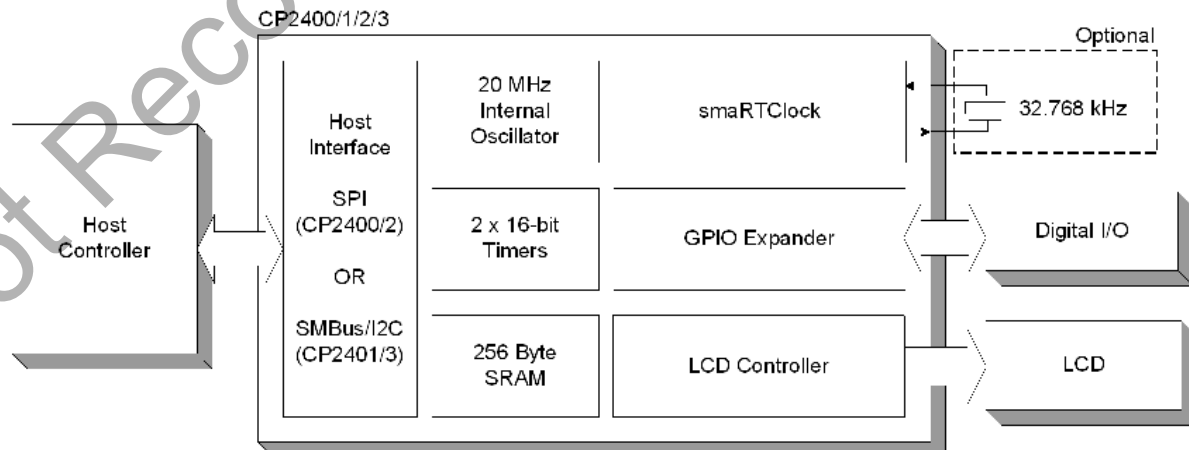 CP2400/1/2/3
Optional
Host
Controller
Host
Interface
SPI
(CP2400/2)
OR
SMBus/I2C
(CP2401/3)
20 MHz
Internal
Oscillator
2 x 16-bit
Timers
256 Byte
SRAM
smaRTClock
GPIO Expander
LCD Controller
32.768 kHz
Digital I/O
LCD
ot Reco